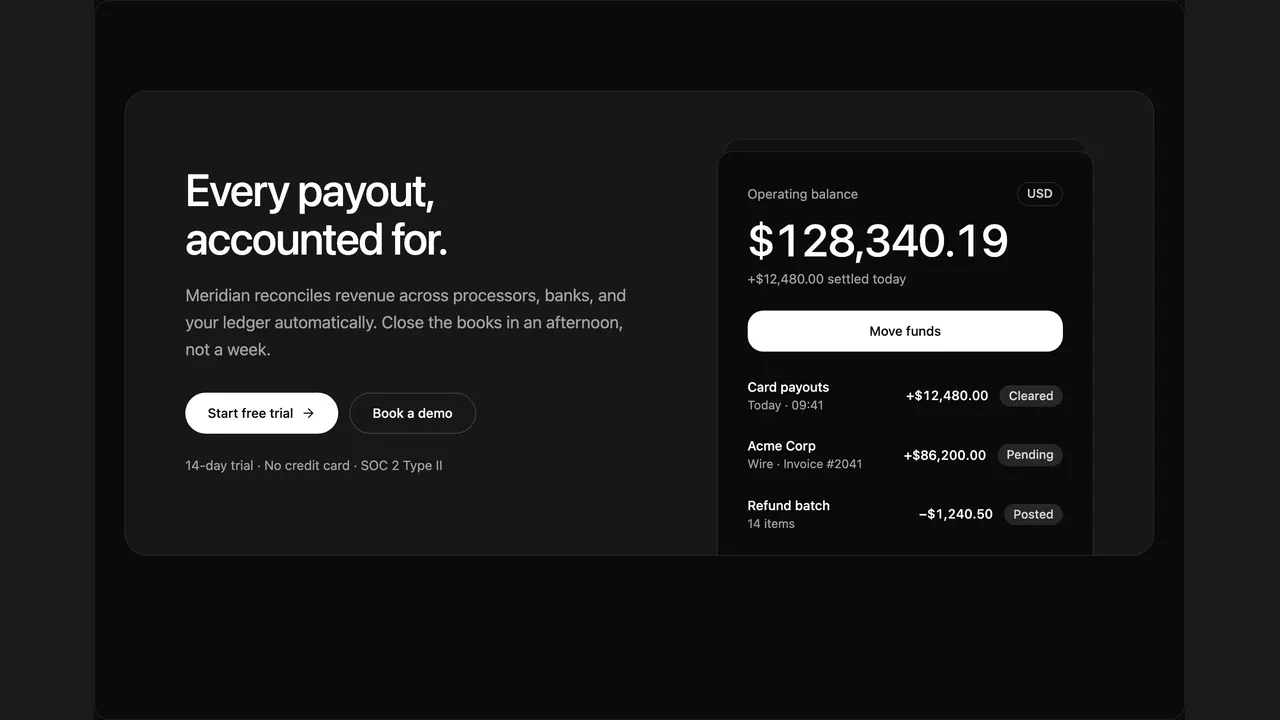 Every payout,
accounted for.
Meridian reconciles revenue across processors, banks, and
your ledger automatically. Close the books in an afternoon,
not a week.
Start free trial →
Book a demo
14-day trial · No credit card · SOC 2 Type II
Operating balance
USD
$128,340.19
+$12,480.00 settled today
Move funds
Card payouts
Today · 09:41
+$12,480.00
Cleared
Acme Corp
Wire · Invoice #2041
+$86,200.00
Pending
Refund batch
14 items
−$1,240.50
Posted